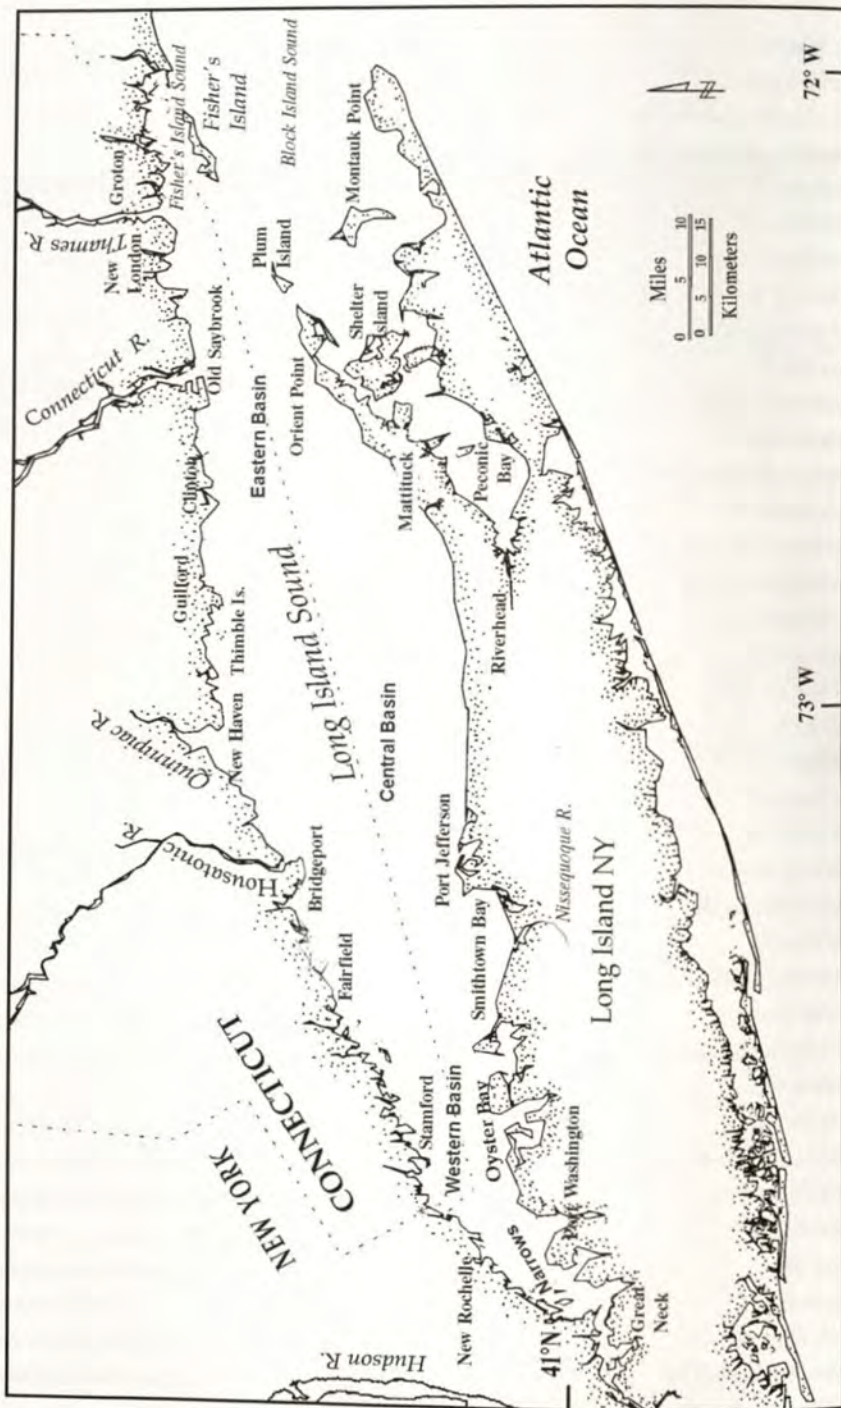 NEW YORK
CONNECTICUT
Hudson R.
Housatonic
R.
Quinnipiac R.
Connecticut R.
Thames R.
New Rochelle
Stamford
Fairfield
Bridgeport
New Haven
Thimble Is.
Guilford
Clinton
Old Saybrook
New
London
Groton
Fisher's Island Sound
Fisher's
Island
Block Island Sound
Long Island Sound
Narrows
Western Basin
Central Basin
Eastern Basin
41°N
Great
Neck
Port Washington
Oyster Bay
Smithtown Bay
Nissequoque R.
Port Jefferson
Long Island NY
Riverhead
Mattituck
Peconic
Bay
Orient Point
Shelter
Island
Plum
Island
Montauk Point
Atlantic
Ocean
Miles
0 5 10
0 5 10 15
Kilometers
73° W
72° W